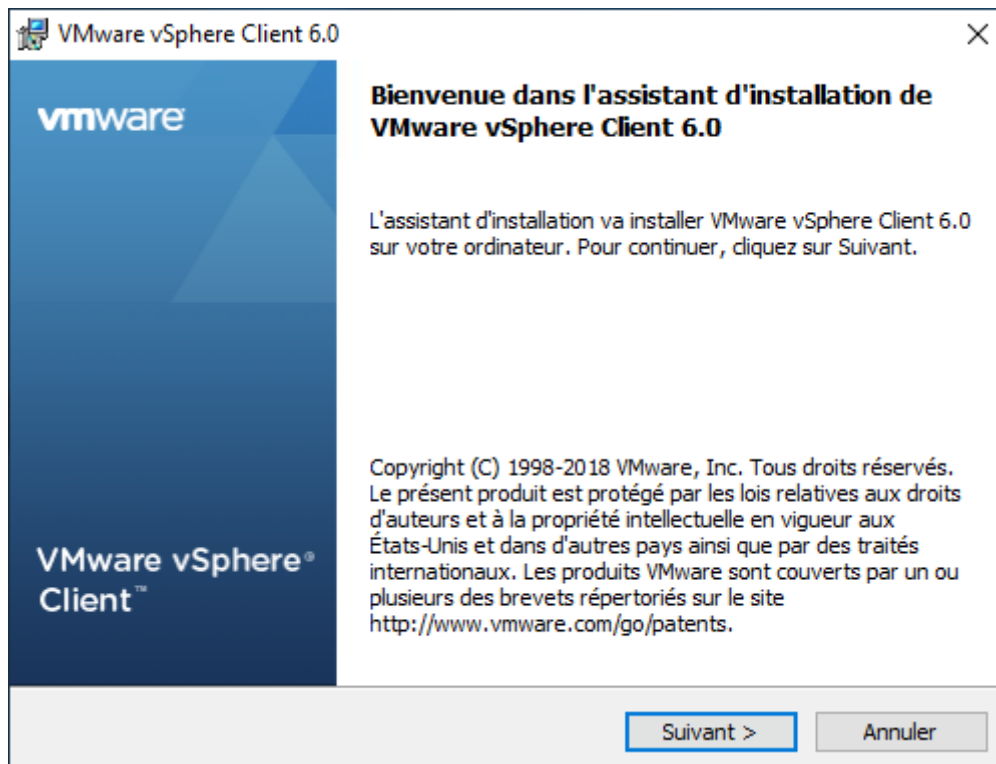 VMware vSphere Client 6.0
vmware
Bienvenue dans l'assistant d'installation de
VMware vSphere Client 6.0
L'assistant d'installation va installer VMware vSphere Client 6.0
sur votre ordinateur. Pour continuer, cliquez sur Suivant.
Copyright (C) 1998-2018 VMware, Inc. Tous droits réservés.
Le présent produit est protégé par les lois relatives aux droits
d'auteurs et à la propriété intellectuelle en vigueur aux
États-Unis et dans d'autres pays ainsi que par des traités
internationaux. Les produits VMware sont couverts par un ou
plusieurs des brevets répertoriés sur le site
http://www.vmware.com/go/patents.
VMware vSphere®
Client™
Suivant >
Annuler